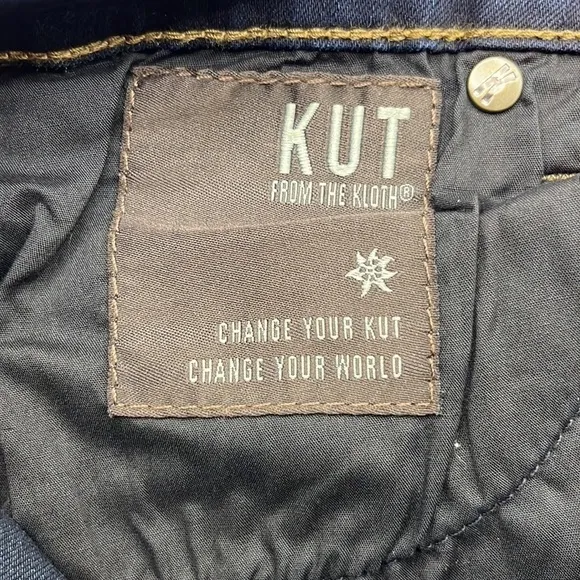 KUT
FROM THE KLOTH®
CHANGE YOUR KUT
CHANGE YOUR WORLD